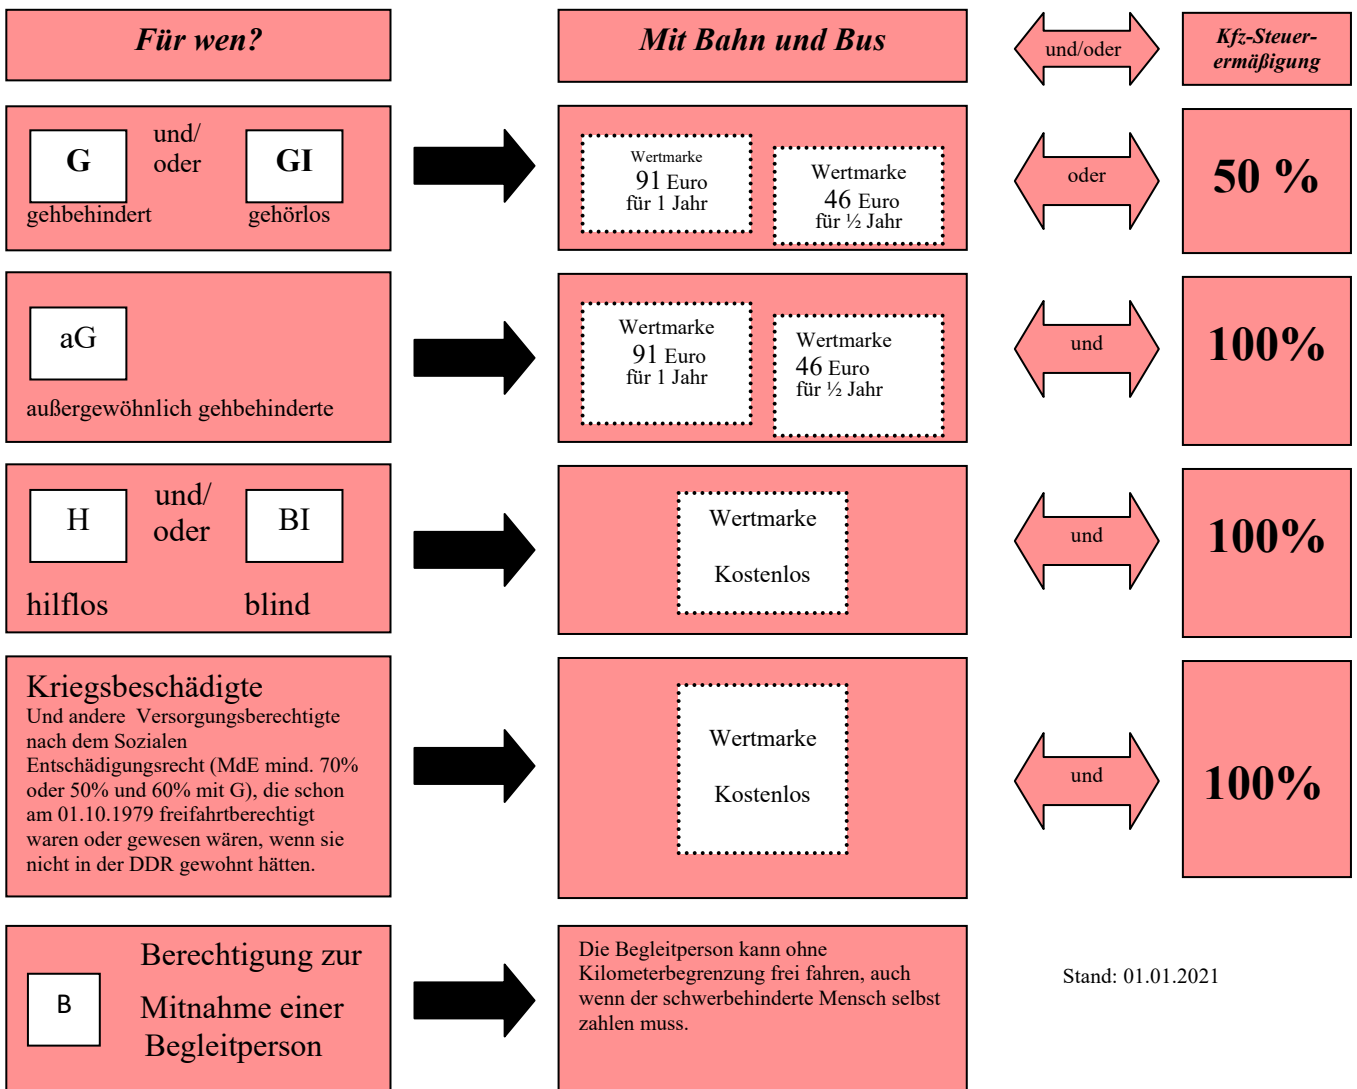 Für wen?
Mit Bahn und Bus
und/oder
Kfz-Steuer-
ermäßigung
G
und/
oder
GI
gehbehindert
gehörlos
Wertmarke
91 Euro
für 1 Jahr
Wertmarke
46 Euro
für ½ Jahr
oder
50 %
aG
außergewöhnlich gehbehinderte
Wertmarke
91 Euro
für 1 Jahr
Wertmarke
46 Euro
für ½ Jahr
und
100%
H
und/
oder
BI
hilflos
blind
Wertmarke
Kostenlos
und
100%
Kriegsbeschädigte
Und andere Versorgungsberechtigte
nach dem Sozialen
Entschädigungsrecht (MdE mind. 70%
oder 50% und 60% mit G), die schon
am 01.10.1979 freifahrtberechtigt
waren oder gewesen wären, wenn sie
nicht in der DDR gewohnt hätten.
Wertmarke
Kostenlos
und
100%
B
Berechtigung zur
Mitnahme einer
Begleitperson
Die Begleitperson kann ohne
Kilometerbegrenzung frei fahren, auch
wenn der schwerbehinderte Mensch selbst
zahlen muss.
Stand: 01.01.2021